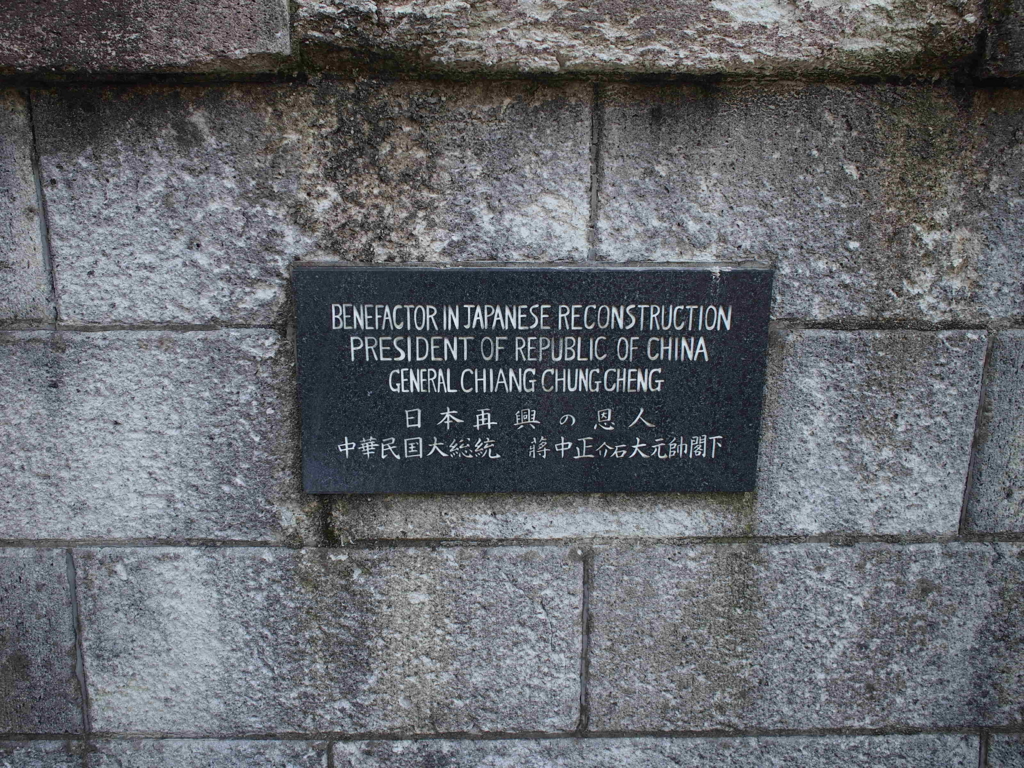 BENEFACTOR IN JAPANESE RECONSTRUCTION
PRESIDENT OF REPUBLIC OF CHINA
GENERAL CHIANG CHUNG CHENG
日本再興の恩人
中華民国大総統 蔣中正介石大元帥閣下